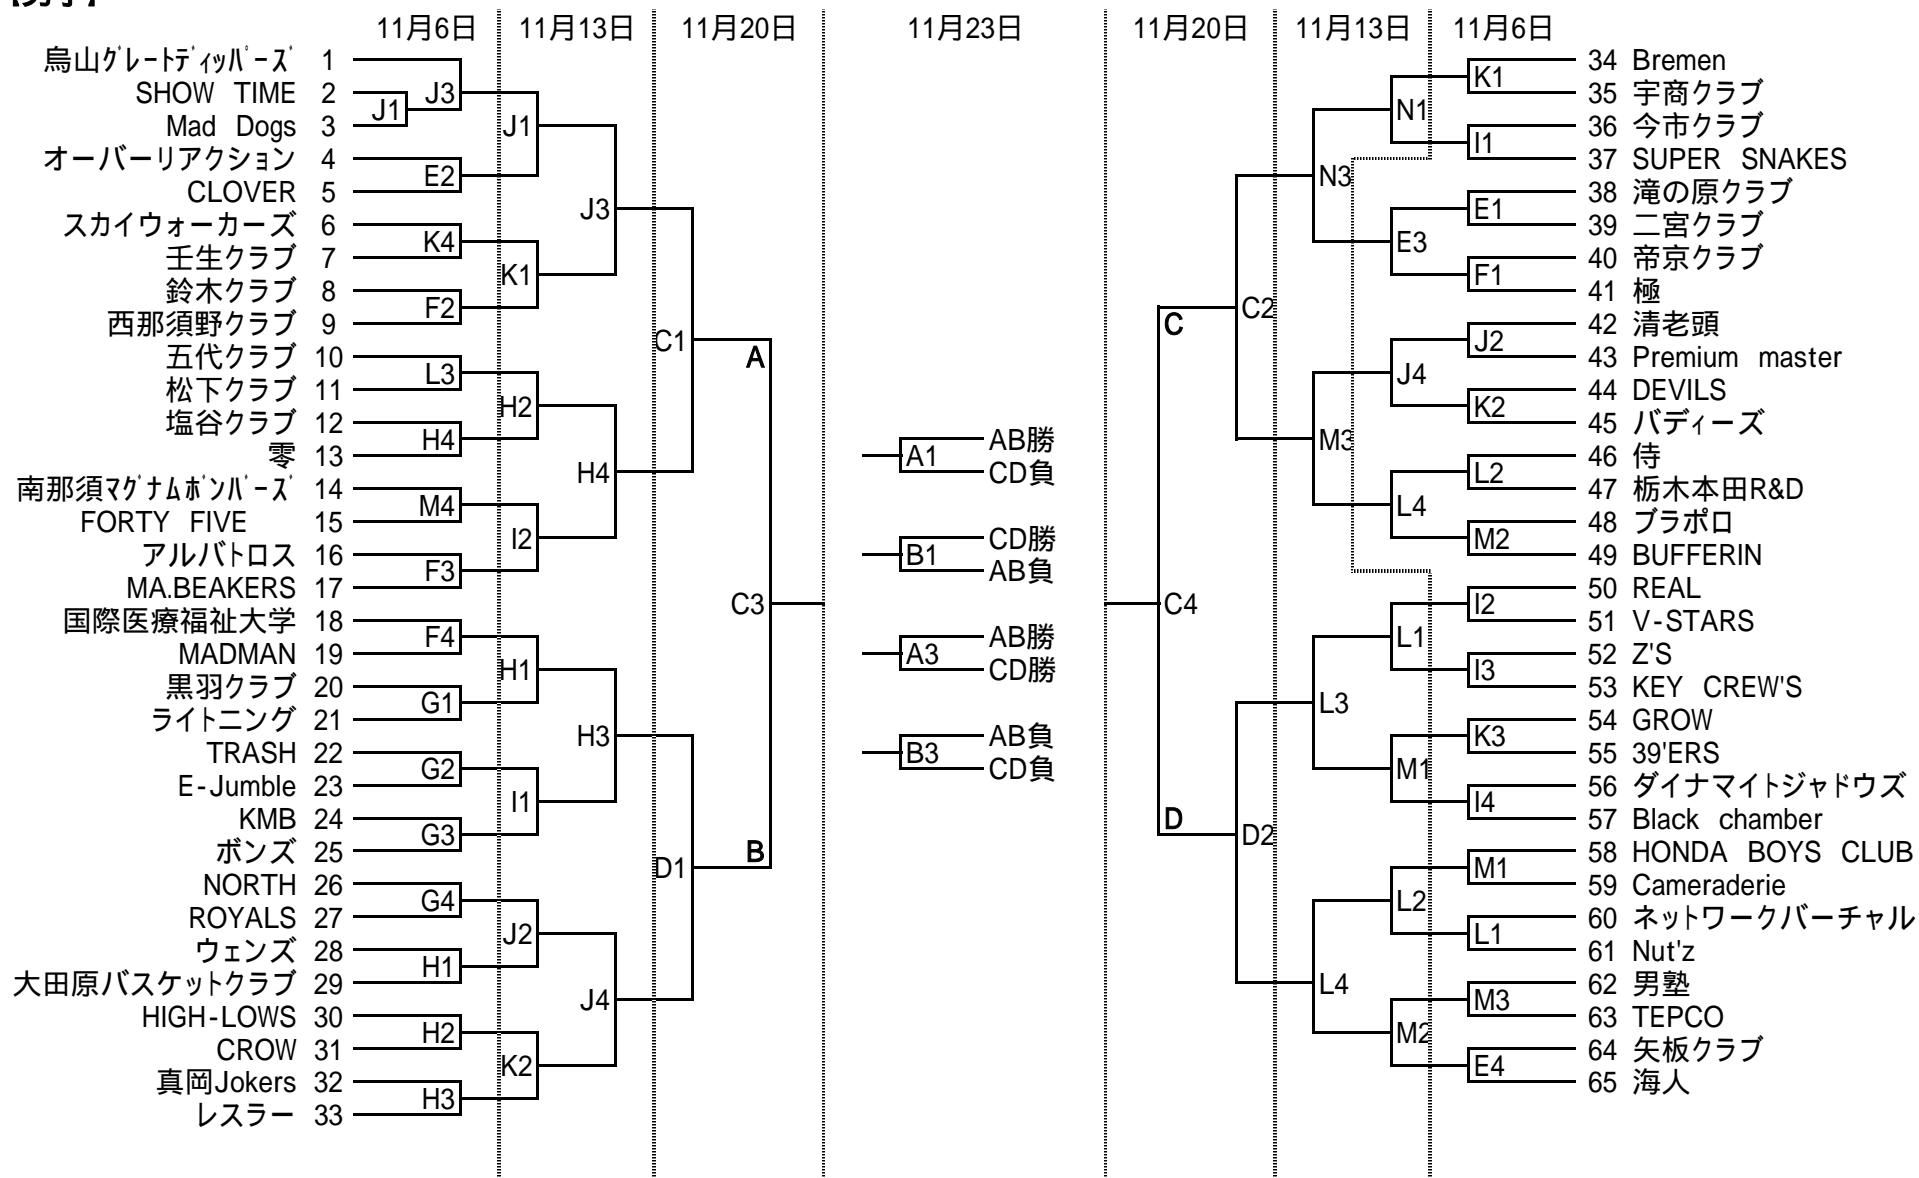 【男子】
11月6日 11月13日 11月20日 11月23日 11月20日 11月13日 11月6日
烏山グレートディッパーズ 1
SHOW TIME 2
Mad Dogs 3
オーバーリアクション 4
CLOVER 5
スカイウォーカーズ 6
壬生クラブ 7
鈴木クラブ 8
西那須野クラブ 9
五代クラブ 10
松下クラブ 11
塩谷クラブ 12
零 13
南那須マグナムボンバーズ 14
FORTY FIVE 15
アルバトロス 16
MA.BEAKERS 17
国際医療福祉大学 18
MADMAN 19
黒羽クラブ 20
ライトニング 21
TRASH 22
E-Jumble 23
KMB 24
ボンズ 25
NORTH 26
ROYALS 27
ウェンズ 28
大田原バスケットクラブ 29
HIGH-LOWS 30
CROW 31
真岡Jokers 32
レスラー 33
J1
J3
E2
K4
F2
L3
H4
M4
F3
F4
G1
G2
G3
G4
H1
H2
H3
J1
K1
H2
I2
H1
I1
J2
K2
J3
H4
H3
J4
C1
D1
A
B
C3
A1
AB勝
CD負
B1
CD勝
AB負
A3
AB勝
CD勝
B3
AB負
CD負
C4
C
D
C2
D2
N3
M3
L3
L4
N1
E3
J4
L4
L1
M1
L2
M2
K1
I1
E1
F1
J2
K2
L2
M2
I2
I3
K3
I4
M1
L1
M3
E4
34 Bremen
35 宇商クラブ
36 今市クラブ
37 SUPER SNAKES
38 滝の原クラブ
39 二宮クラブ
40 帝京クラブ
41 極
42 清老頭
43 Premium master
44 DEVILS
45 バディーズ
46 侍
47 栃木本田R&D
48 ブラポロ
49 BUFFERIN
50 REAL
51 V-STARS
52 Z'S
53 KEY CREW'S
54 GROW
55 39'ERS
56 ダイナマイトジャドウズ
57 Black chamber
58 HONDA BOYS CLUB
59 Cameraderie
60 ネットワークバーチャル
61 Nut'z
62 男塾
63 TEPCO
64 矢板クラブ
65 海人